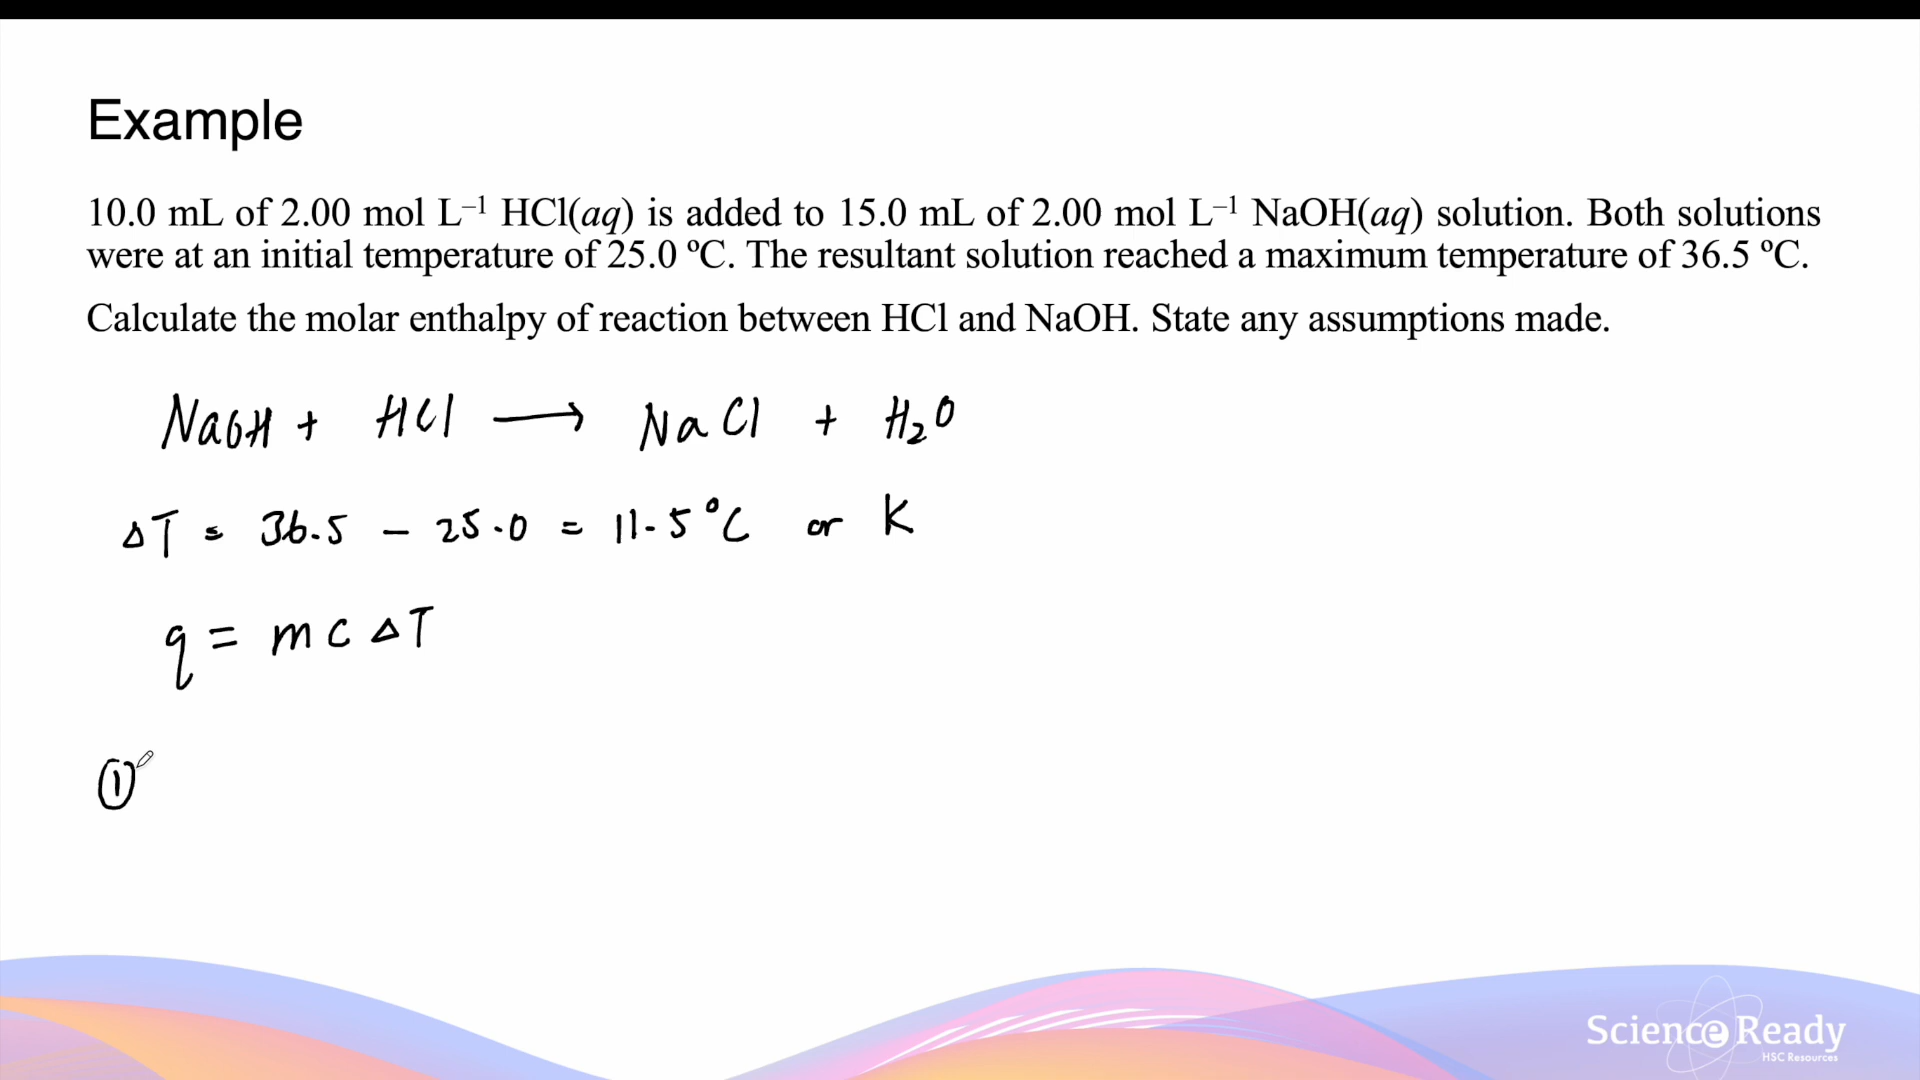 Example
10.0 mL of 2.00 mol L⁻¹ HCl(aq) is added to 15.0 mL of 2.00 mol L⁻¹ NaOH(aq) solution. Both solutions
were at an initial temperature of 25.0 ºC. The resultant solution reached a maximum temperature of 36.5 ºC.
Calculate the molar enthalpy of reaction between HCl and NaOH. State any assumptions made.
NaOH + HCl ⟶ NaCl + H₂O
ΔT = 36.5 – 25.0 = 11.5 °C or K
q = mcΔT
①
Science Ready
HSC Resources